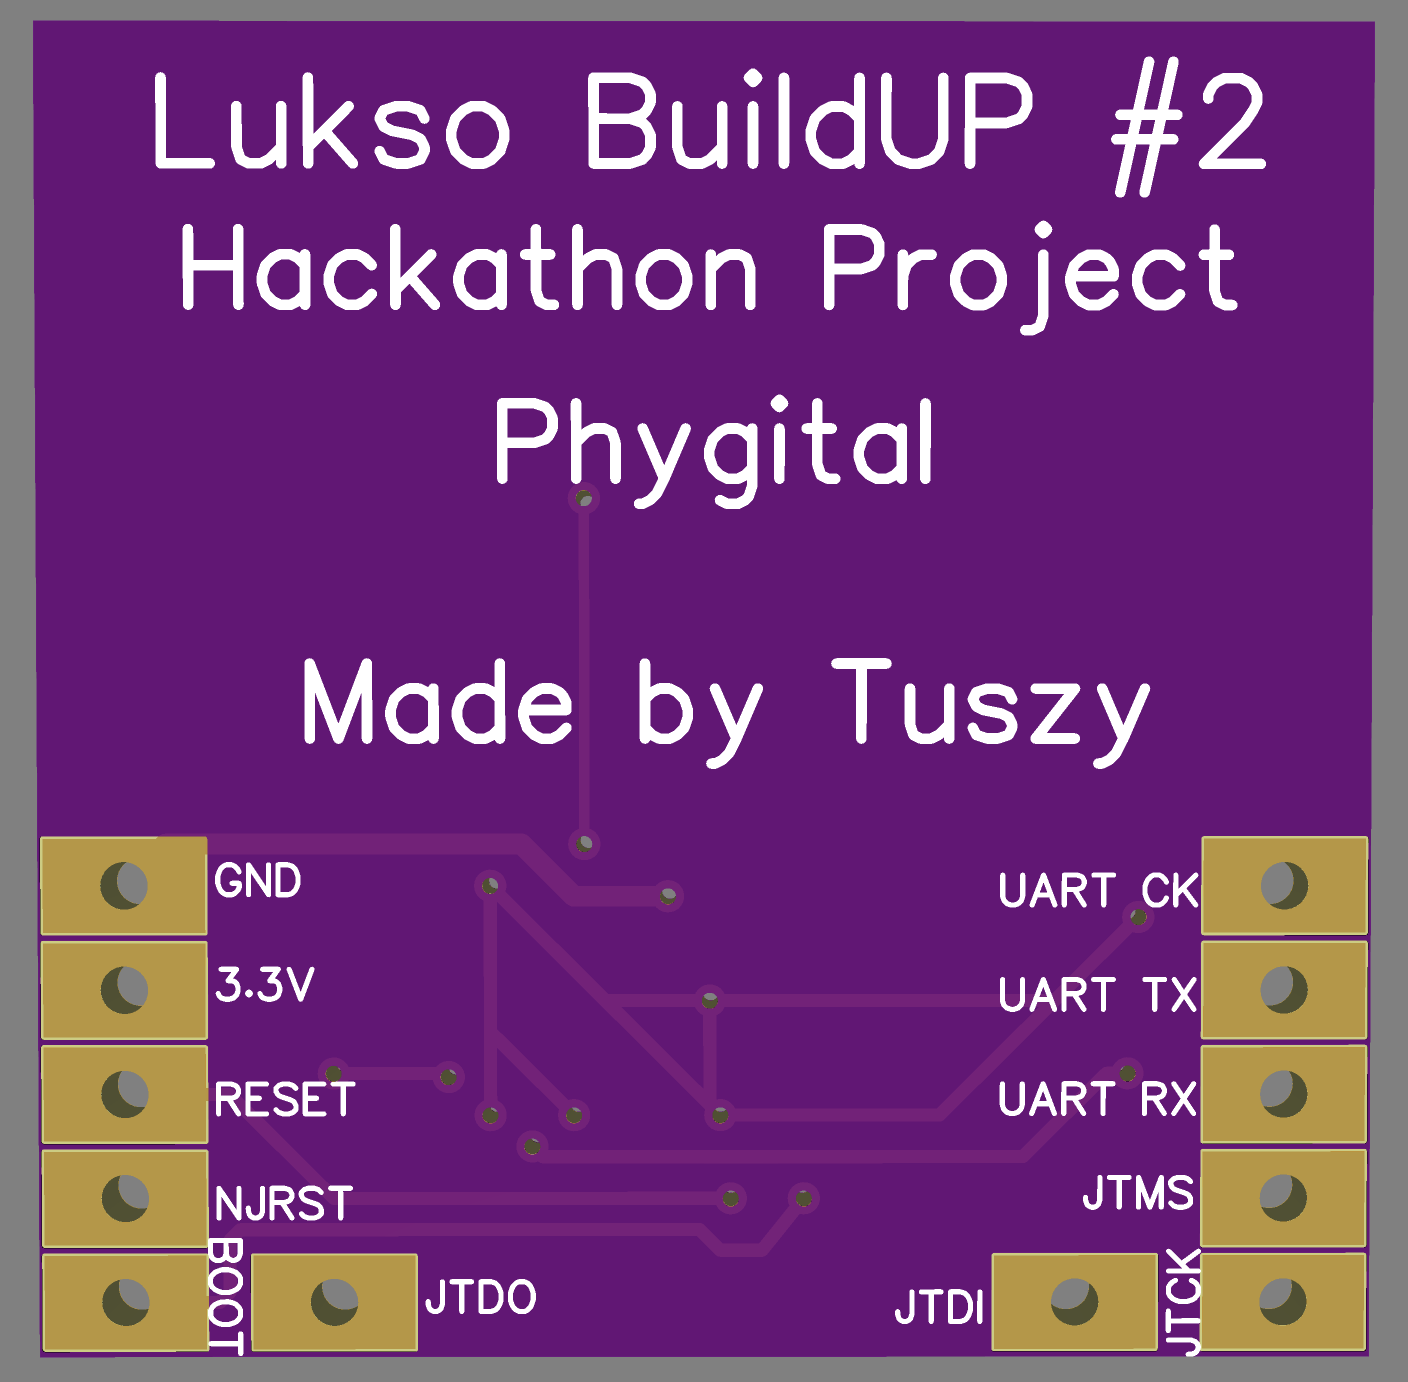 Lukso BuildUP #2
Hackathon Project
Phygital
Made by Tuszy
GND
3.3V
RESET
NJRST
BOOT
JTDO
UART CK
UART TX
UART RX
JTMS
JTCK
JTDI